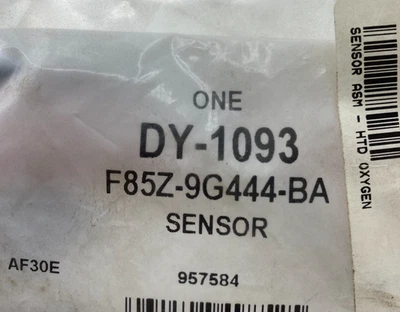 ONE
DY-1093
F85Z-9G444-BA
SENSOR
AF30E
957584
SENSOR ASM - HTD OXYGEN